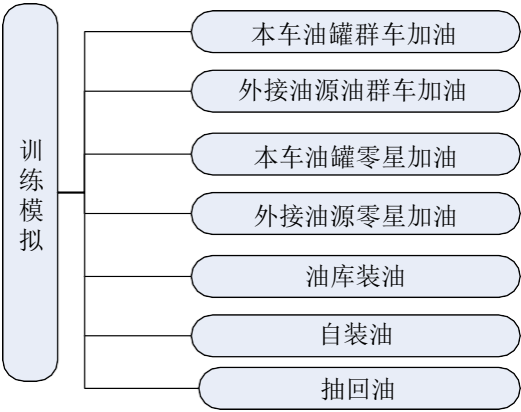 训练模拟
本车油罐群车加油
外接油源油群车加油
本车油罐零星加油
外接油源零星加油
油库装油
自装油
抽回油